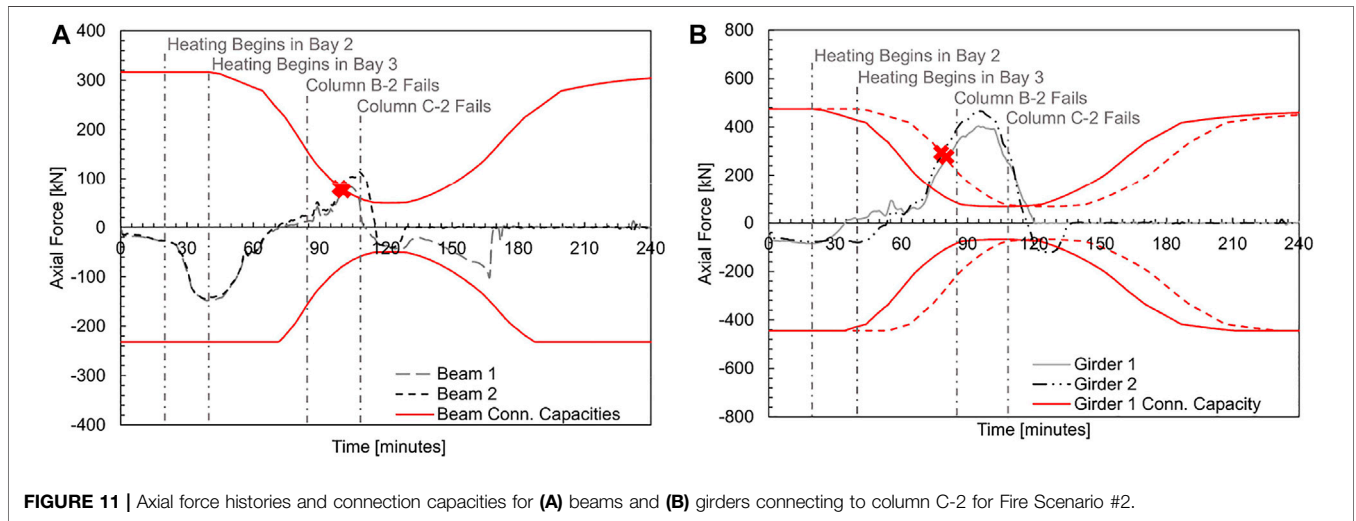 A
Axial Force [kN]
400
300
200
100
0
-100
-200
-300
-400
Heating Begins in Bay 2
Heating Begins in Bay 3
Column B-2 Fails
Column C-2 Fails
0 30 60 90 120 150 180 210 240
Beam 1
Beam 2
Beam Conn. Capacities
Time [minutes]
B
Axial Force [kN]
800
600
400
200
0
-200
-400
-600
-800
Heating Begins in Bay 2
Heating Begins in Bay 3
Column B-2 Fails
Column C-2 Fails
0 30 60 90 120 150 180 210 240
Girder 1
Girder 2
Girder 1 Conn. Capacity
Time [minutes]
FIGURE 11 | Axial force histories and connection capacities for (A) beams and (B) girders connecting to column C-2 for Fire Scenario #2.